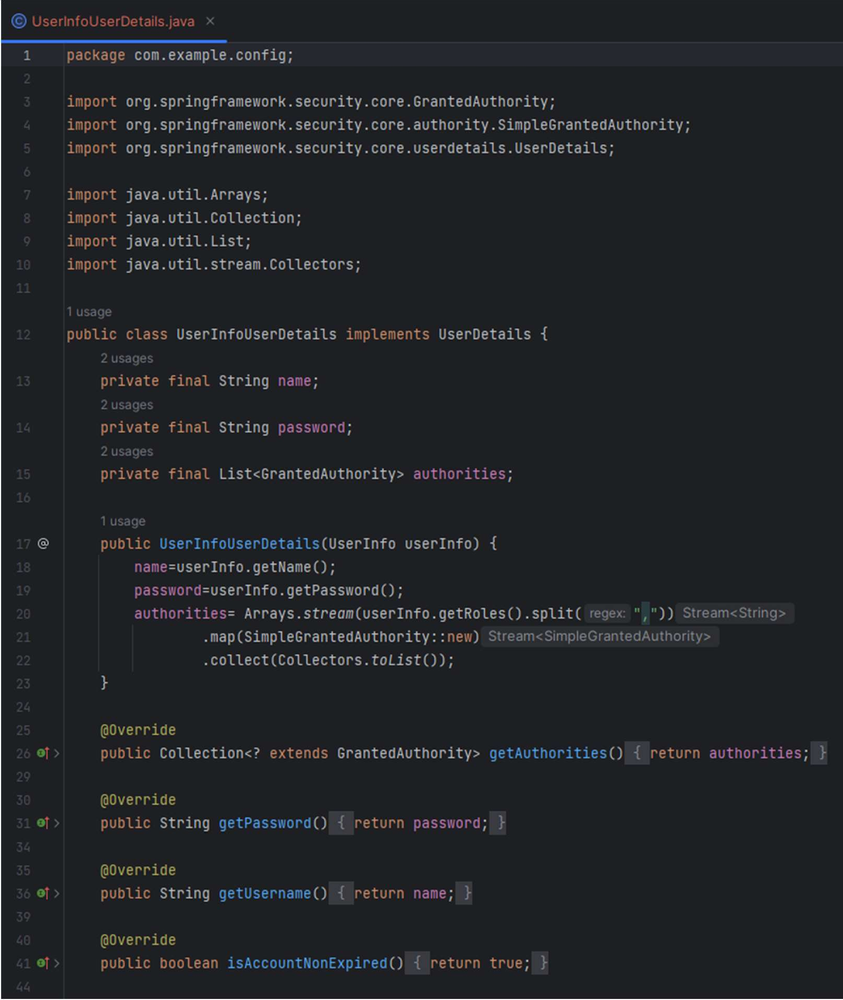 UserInfoUserDetails.java ×
1 package com.example.config;
2
3 import org.springframework.security.core.GrantedAuthority;
4 import org.springframework.security.core.authority.SimpleGrantedAuthority;
5 import org.springframework.security.core.userdetails.UserDetails;
6
7 import java.util.Arrays;
8 import java.util.Collection;
9 import java.util.List;
10 import java.util.stream.Collectors;
11
1 usage
12 public class UserInfoUserDetails implements UserDetails {
2 usages
13 private final String name;
2 usages
14 private final String password;
2 usages
15 private final List<GrantedAuthority> authorities;
16
1 usage
17 @ public UserInfoUserDetails(UserInfo userInfo) {
18 name=userInfo.getName();
19 password=userInfo.getPassword();
20 authorities= Arrays.stream(userInfo.getRoles().split( regex: ",")) Stream<String>
21 .map(SimpleGrantedAuthority::new) Stream<SimpleGrantedAuthority>
22 .collect(Collectors.toList());
23 }
24
25 @Override
26 public Collection<? extends GrantedAuthority> getAuthorities() { return authorities; }
29
30 @Override
31 public String getPassword() { return password; }
34
35 @Override
36 public String getUsername() { return name; }
39
40 @Override
41 public boolean isAccountNonExpired() { return true; }
44